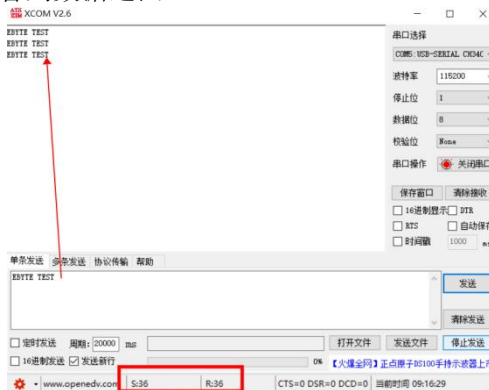 XCOM V2.6
EBYTE TEST
EBYTE TEST
EBYTE TEST
串口选择
COM5:USB-SERIAL CH34C
波特率 115200
停止位 1
数据位 8
校验位 None
串口操作 关闭串口
保存窗口 清除接收
16进制显示 DTR
RTS 自动保存
时间戳 1000 ms
单条发送 多条发送 协议传输 帮助
EBYTE TEST
发送
清除发送
定时发送 周期: 20000 ms 打开文件 发送文件 停止发送
16进制发送 发送新行 0% 【火爆全网】正点原子DS100手持示波器上市
www.openedv.com S:36 R:36 CTS=0 DSR=0 DCD=0 当前时间 09:16:29